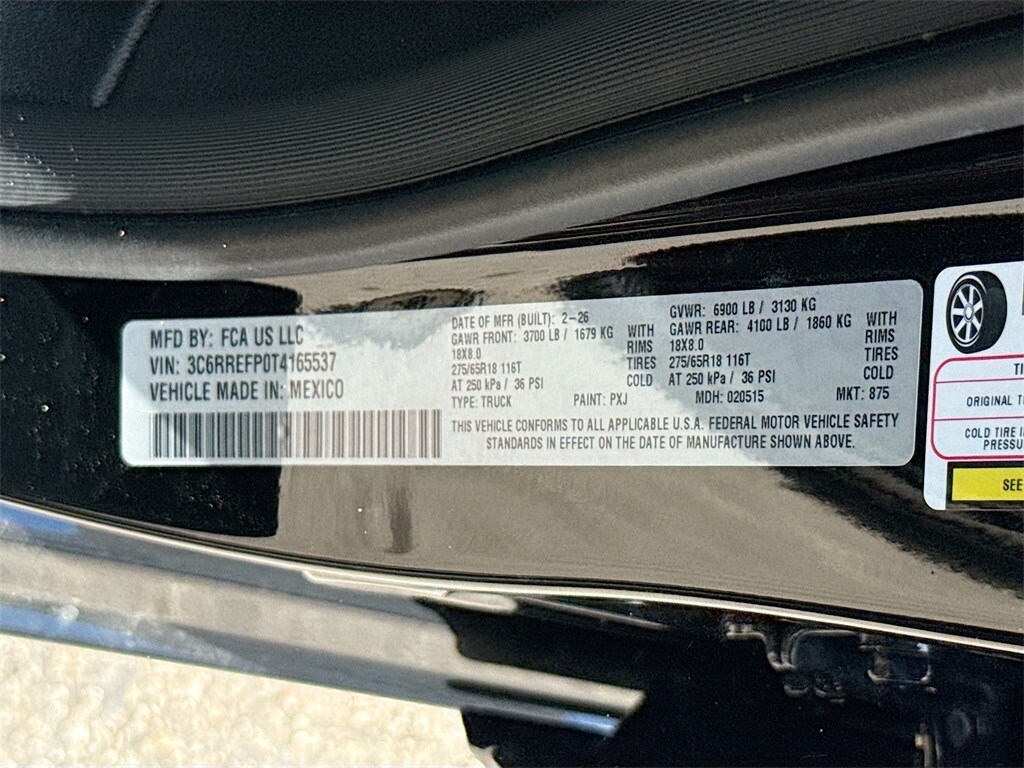 MFD BY: FCA US LLC
VIN: 3C6RREFP0T4165537
VEHICLE MADE IN: MEXICO
DATE OF MFR (BUILT): 2-26
GAWR FRONT: 3700 LB / 1679 KG WITH
18X8.0 RIMS
275/65R18 116T TIRES
AT 250 kPa / 36 PSI COLD
TYPE: TRUCK PAINT: PXJ
GVWR: 6900 LB / 3130 KG
GAWR REAR: 4100 LB / 1860 KG WITH
18X8.0 RIMS
275/65R18 116T TIRES
AT 250 kPa / 36 PSI COLD
MDH: 020515 MKT: 875
THIS VEHICLE CONFORMS TO ALL APPLICABLE U.S.A. FEDERAL MOTOR VEHICLE SAFETY
STANDARDS IN EFFECT ON THE DATE OF MANUFACTURE SHOWN ABOVE.
ORIGINAL
COLD TIRE
SEE